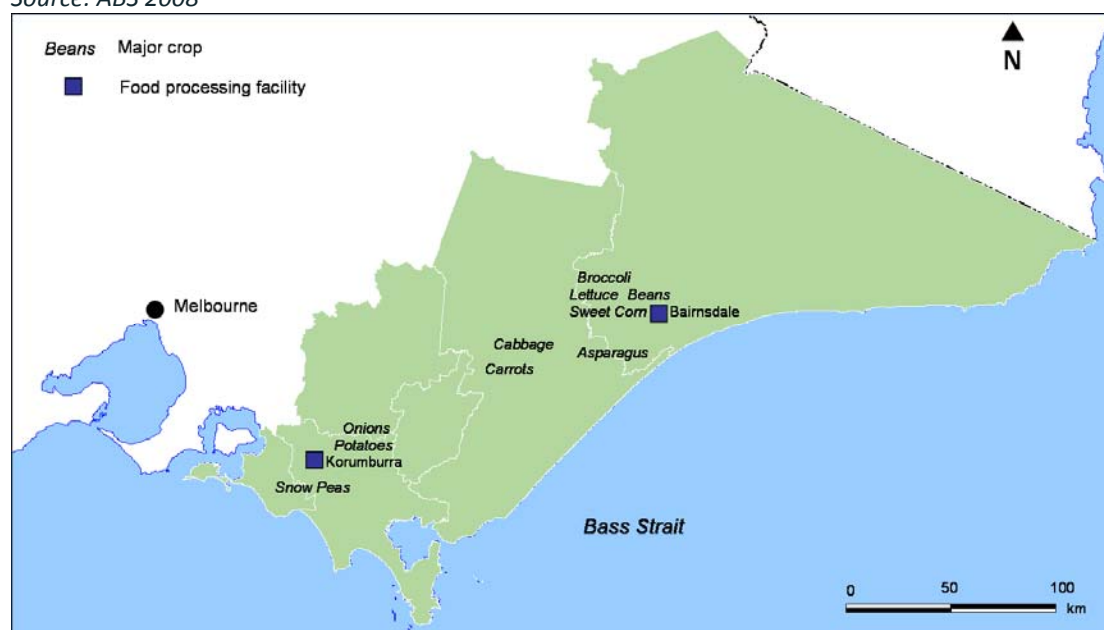 Source: ABS 2008
Beans Major crop
Food processing facility
N
Melbourne
Broccoli
Lettuce Beans
Sweet Corn Bairnsdale
Cabbage
Asparagus
Carrots
Onions
Potatoes
Korumburra
Snow Peas
Bass Strait
0 50 100
km